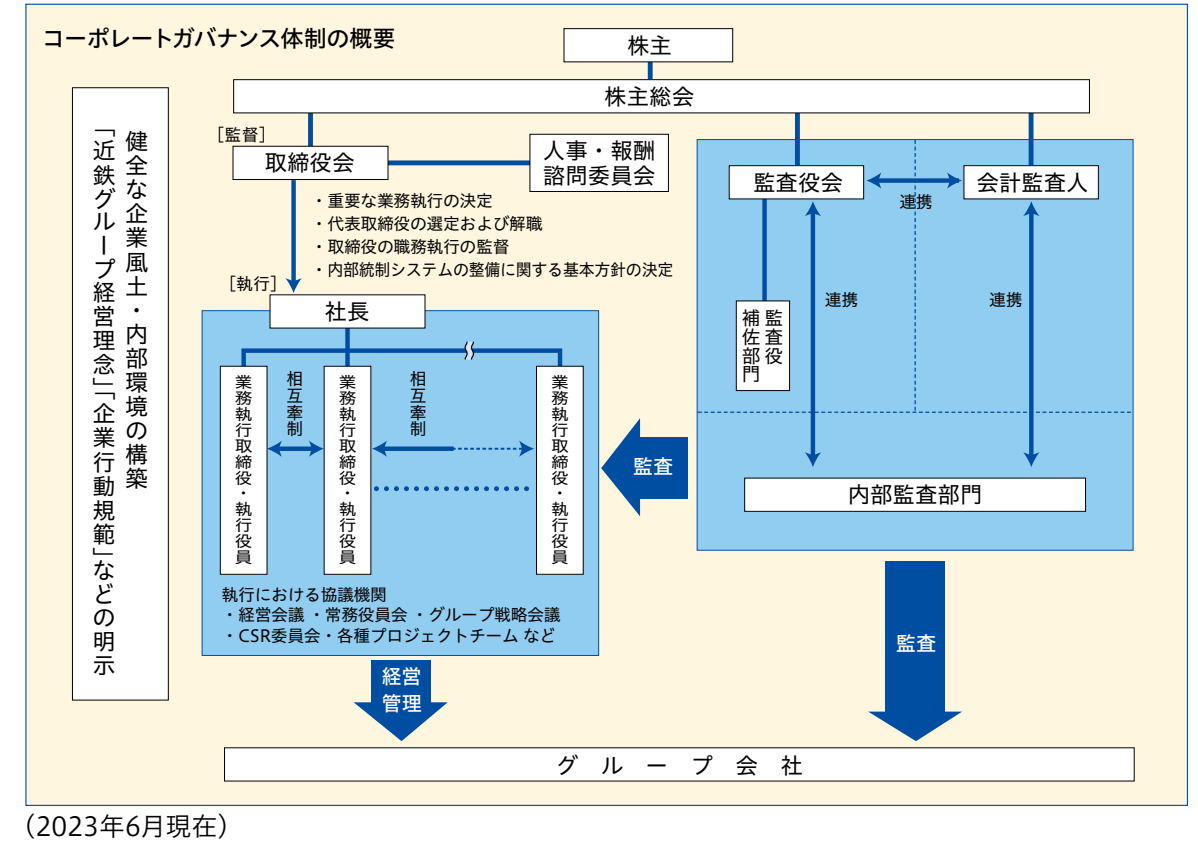 コーポレートガバナンス体制の概要
株主
株主総会
健全な企業風土・内部環境の構築
「近鉄グループ経営理念」「企業行動規範」などの明示
［監督］
取締役会
人事・報酬
諮問委員会
・重要な業務執行の決定
・代表取締役の選定および解職
・取締役の職務執行の監督
・内部統制システムの整備に関する基本方針の決定
監査役会
連携
会計監査人
監査役
補佐部門
連携
連携
内部監査部門
［執行］
社長
業務執行取締役・執行役員
相互牽制
業務執行取締役・執行役員
相互牽制
業務執行取締役・執行役員
監査
執行における協議機関
・経営会議 ・常務役員会 ・グループ戦略会議
・CSR委員会・各種プロジェクトチーム など
経営
管理
監査
グループ会社
（2023年6月現在）